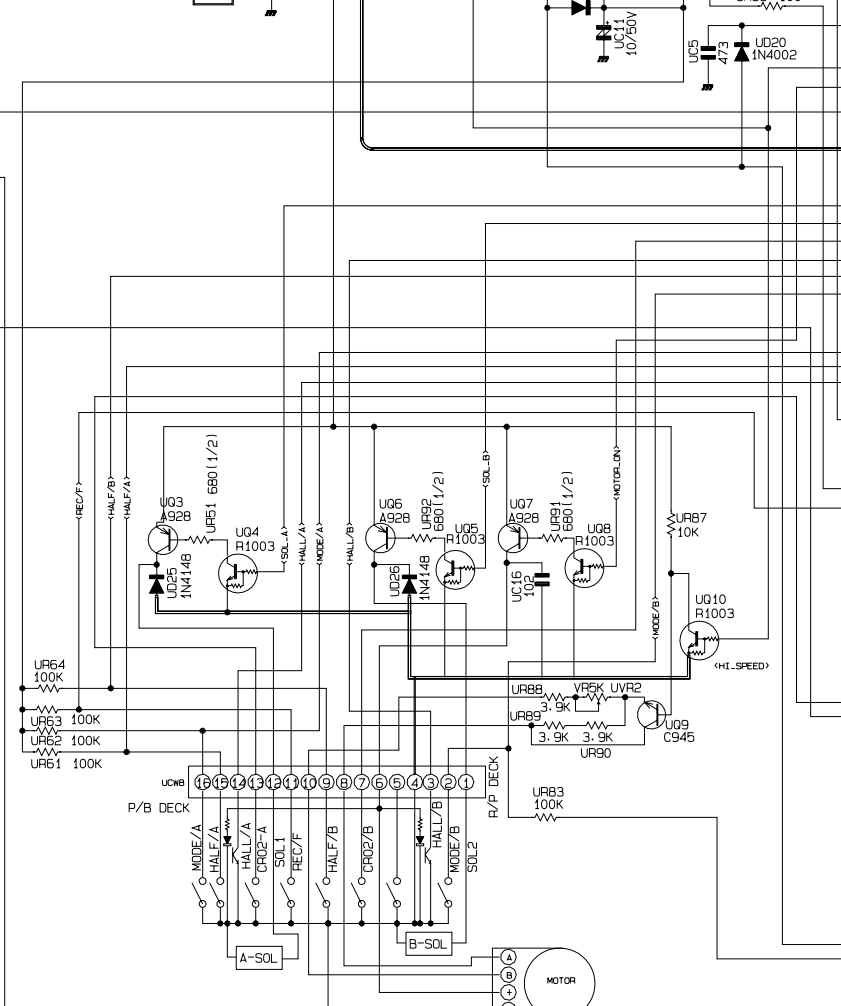 UC11
10/50V
UC5
473
UD20
1N4002
UQ3
A928
UR51 680(1/2)
UQ4
R1003
UD25
1N4148
<REC/F>
<HALF/B>
<HALF/A>
<SOL_A>
<HALL/A>
<MODE/A>
<HALL/B>
UQ6
A928
UR92
680(1/2)
UQ5
R1003
UD26
1N4148
<SOL_B>
UQ7
A928
UR91
680(1/2)
UQ8
R1003
UC16
102
<MOTOR_ON>
<MODE/B>
UR87
10K
UQ10
R1003
<HI_SPEED>
UR64
100K
UR63 100K
UR62 100K
UR61 100K
UR88
3.9K
VR5K UVR2
UR89
3.9K
3.9K
UR90
UQ9
C945
UCW8
16 15 14 13 12 11 10 9 8 7 6 5 4 3 2 1
P/B DECK
R/P DECK
UR83
100K
MODE/A
HALF/A
HALL/A
CRO2-A
SOL1
REC/F
HALF/B
CRO2/B
HALL/B
MODE/B
SOL2
A-SOL
B-SOL
A
B
+
MOTOR